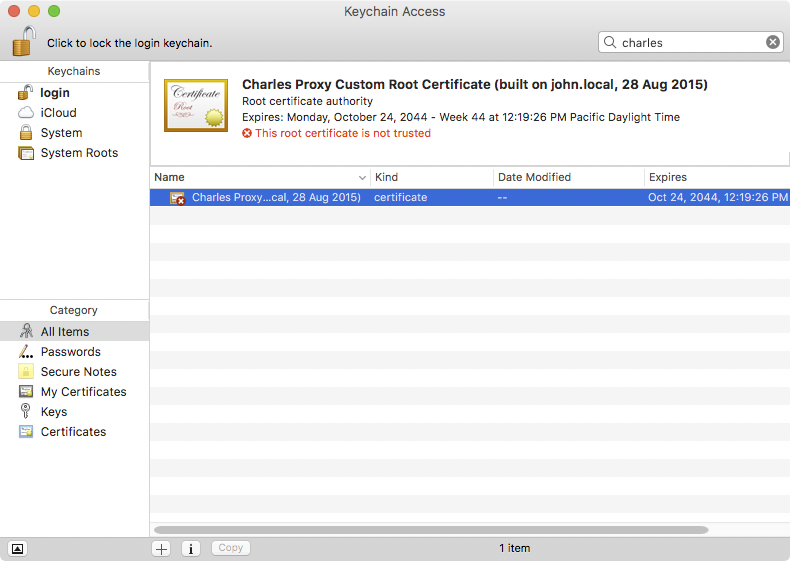 Keychain Access
Click to lock the login keychain.
charles
Keychains
login
iCloud
System
System Roots
Certificate
Root
Charles Proxy Custom Root Certificate (built on john.local, 28 Aug 2015)
Root certificate authority
Expires: Monday, October 24, 2044 - Week 44 at 12:19:26 PM Pacific Daylight Time
This root certificate is not trusted
Name Kind Date Modified Expires
Charles Proxy...cal, 28 Aug 2015) certificate -- Oct 24, 2044, 12:19:26 PM
Category
All Items
Passwords
Secure Notes
My Certificates
Keys
Certificates
Copy
1 item